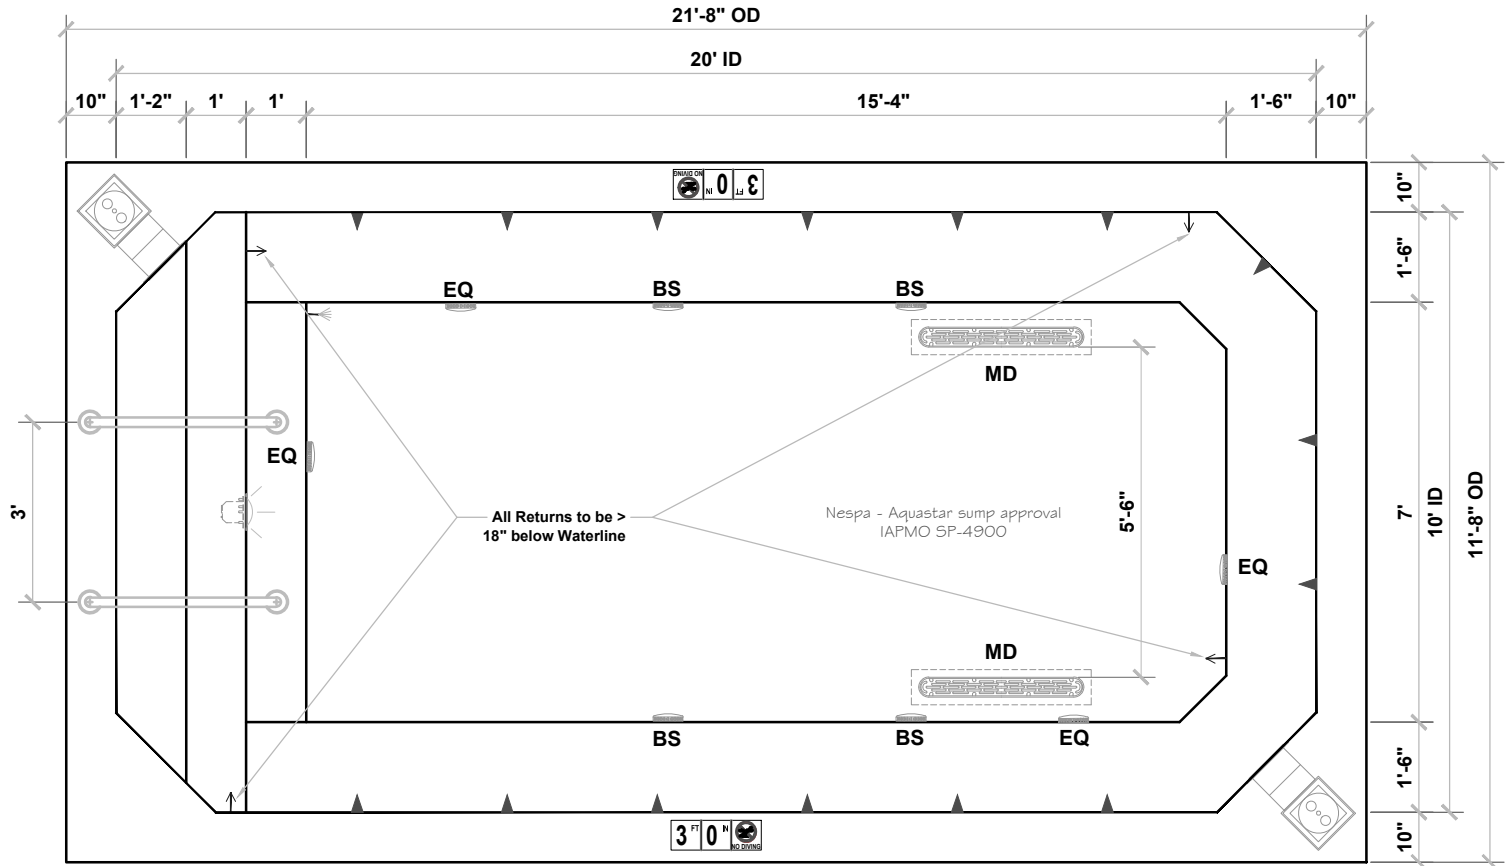 21'-8" OD
20' ID
10" 1'-2" 1' 1' 15'-4" 1'-6" 10"
NO DIVING IN 0 FT 3
10"
1'-6"
EQ BS BS
MD
EQ
3'
All Returns to be >
18" below Waterline
Nespa - Aquastar sump approval
IAPMO SP-4900
5'-6"
7'
10' ID
11'-8" OD
EQ
MD
BS BS EQ
1'-6"
3 FT 0 IN NO DIVING
10"